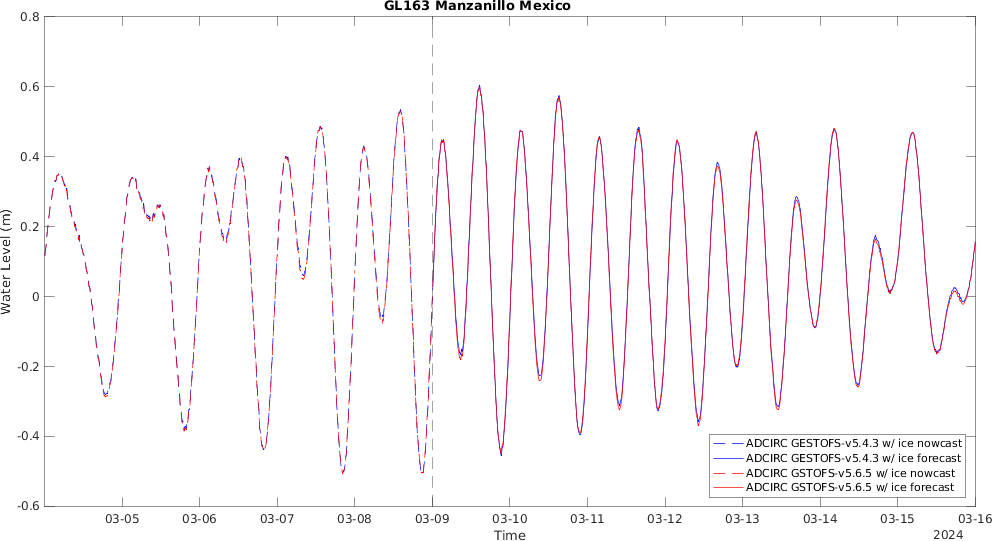 GL163 Manzanillo Mexico
0.8
0.6
0.4
0.2
0
-0.2
-0.4
-0.6
Water Level (m)
ADCIRC GESTOFS-v5.4.3 w/ ice nowcast
ADCIRC GESTOFS-v5.4.3 w/ ice forecast
ADCIRC GSTOFS-v5.6.5 w/ ice nowcast
ADCIRC GSTOFS-v5.6.5 w/ ice forecast
03-05 03-06 03-07 03-08 03-09 03-10 03-11 03-12 03-13 03-14 03-15 03-16
Time
2024